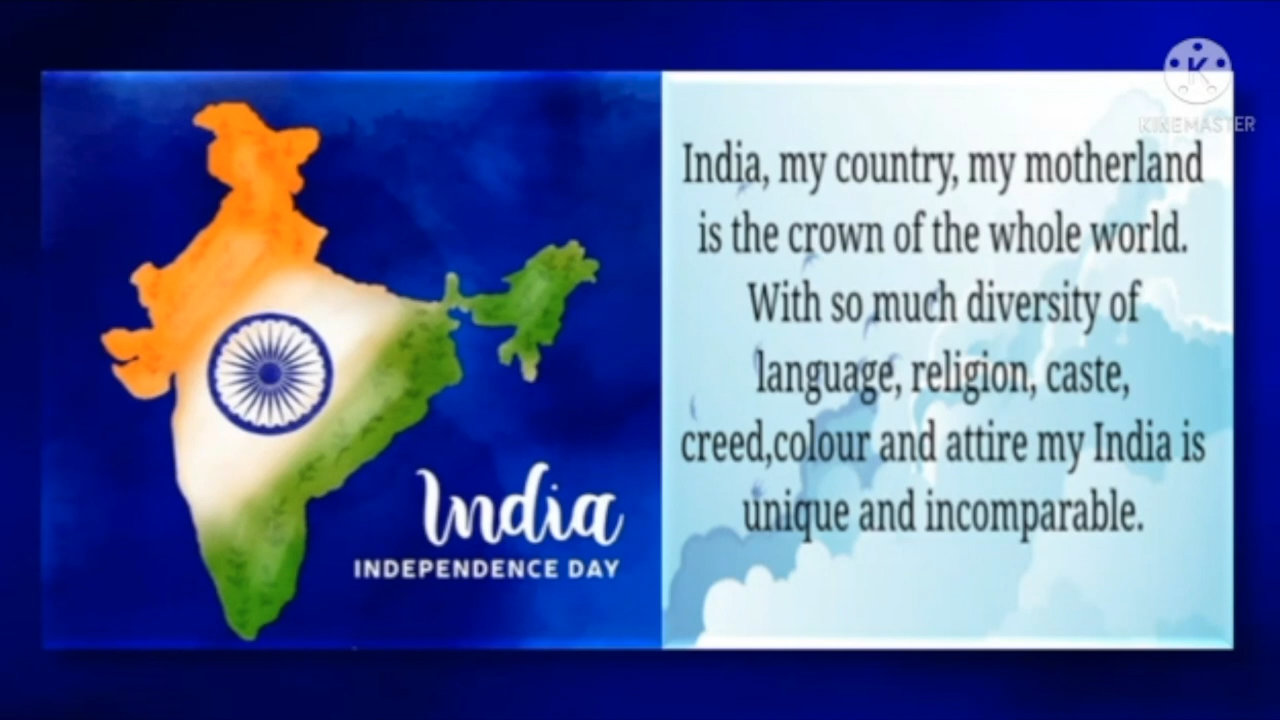 India
INDEPENDENCE DAY
K
KINEMASTER
India, my country, my motherland
is the crown of the whole world.
With so much diversity of
language, religion, caste,
creed,colour and attire my India is
unique and incomparable.